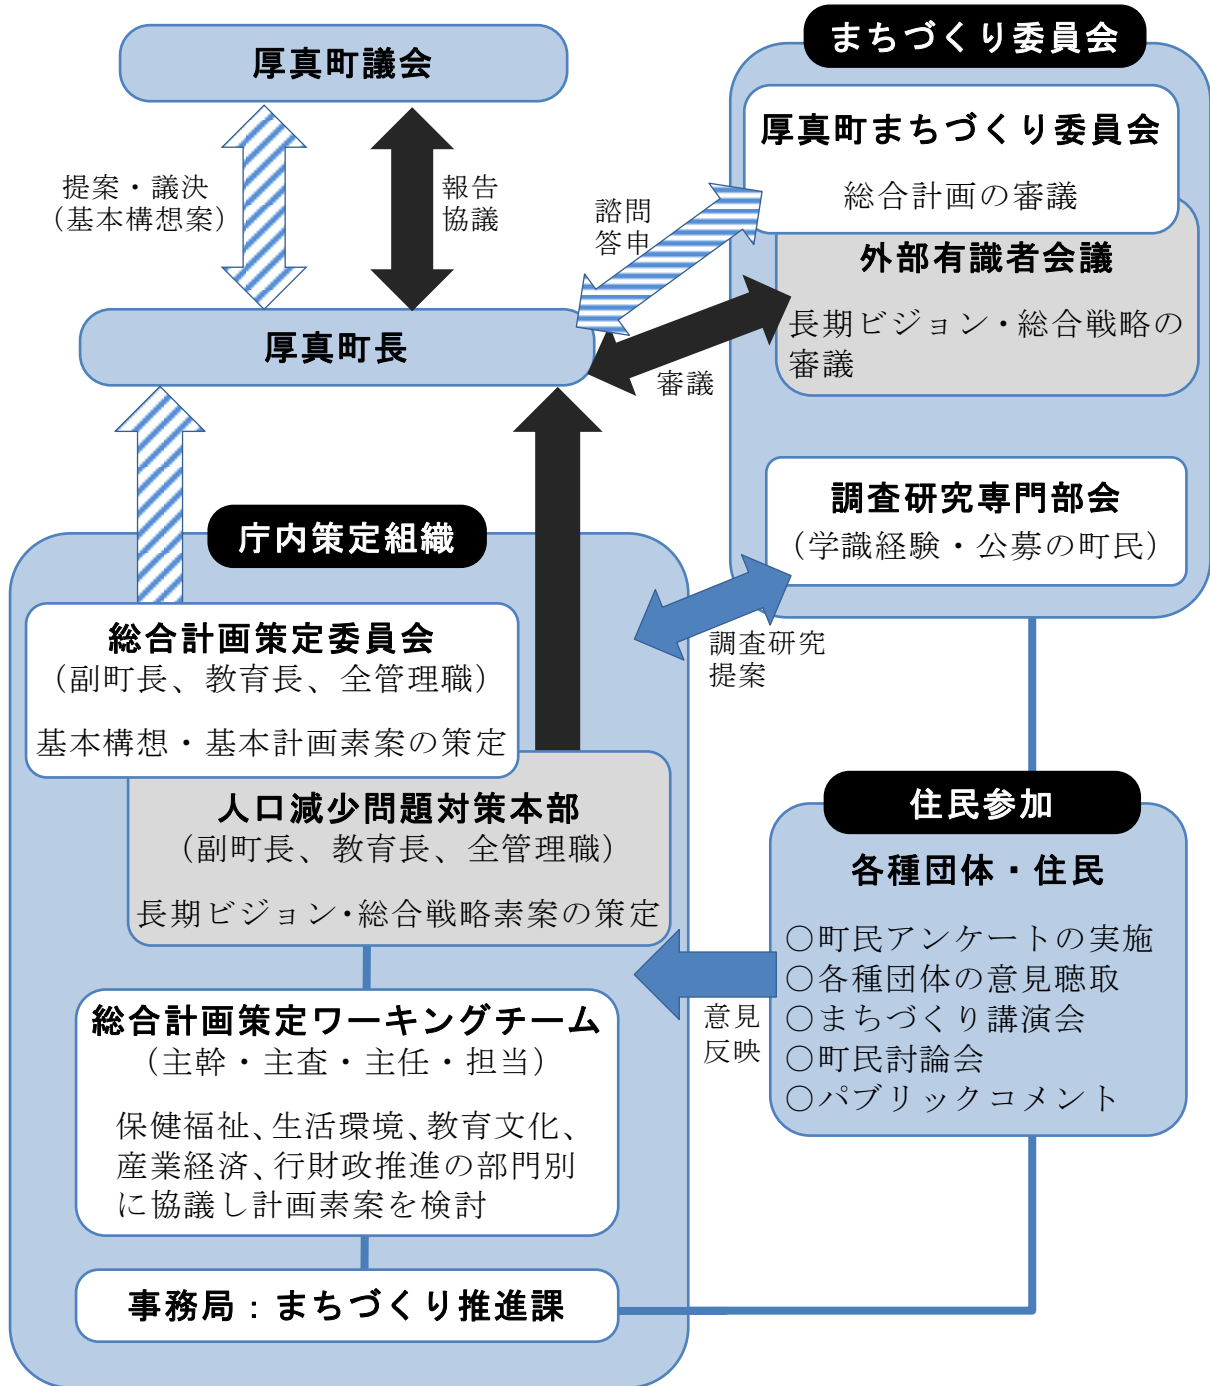 厚真町議会
提案・議決
（基本構想案）
報告
協議
厚真町長
諮問
答申
審議
まちづくり委員会
厚真町まちづくり委員会
総合計画の審議
外部有識者会議
長期ビジョン・総合戦略の
審議
調査研究専門部会
（学識経験・公募の町民）
調査研究
提案
庁内策定組織
総合計画策定委員会
（副町長、教育長、全管理職）
基本構想・基本計画素案の策定
人口減少問題対策本部
（副町長、教育長、全管理職）
長期ビジョン・総合戦略素案の策定
総合計画策定ワーキングチーム
（主幹・主査・主任・担当）
保健福祉、生活環境、教育文化、
産業経済、行財政推進の部門別
に協議し計画素案を検討
事務局：まちづくり推進課
意見
反映
住民参加
各種団体・住民
○町民アンケートの実施
○各種団体の意見聴取
○まちづくり講演会
○町民討論会
○パブリックコメント